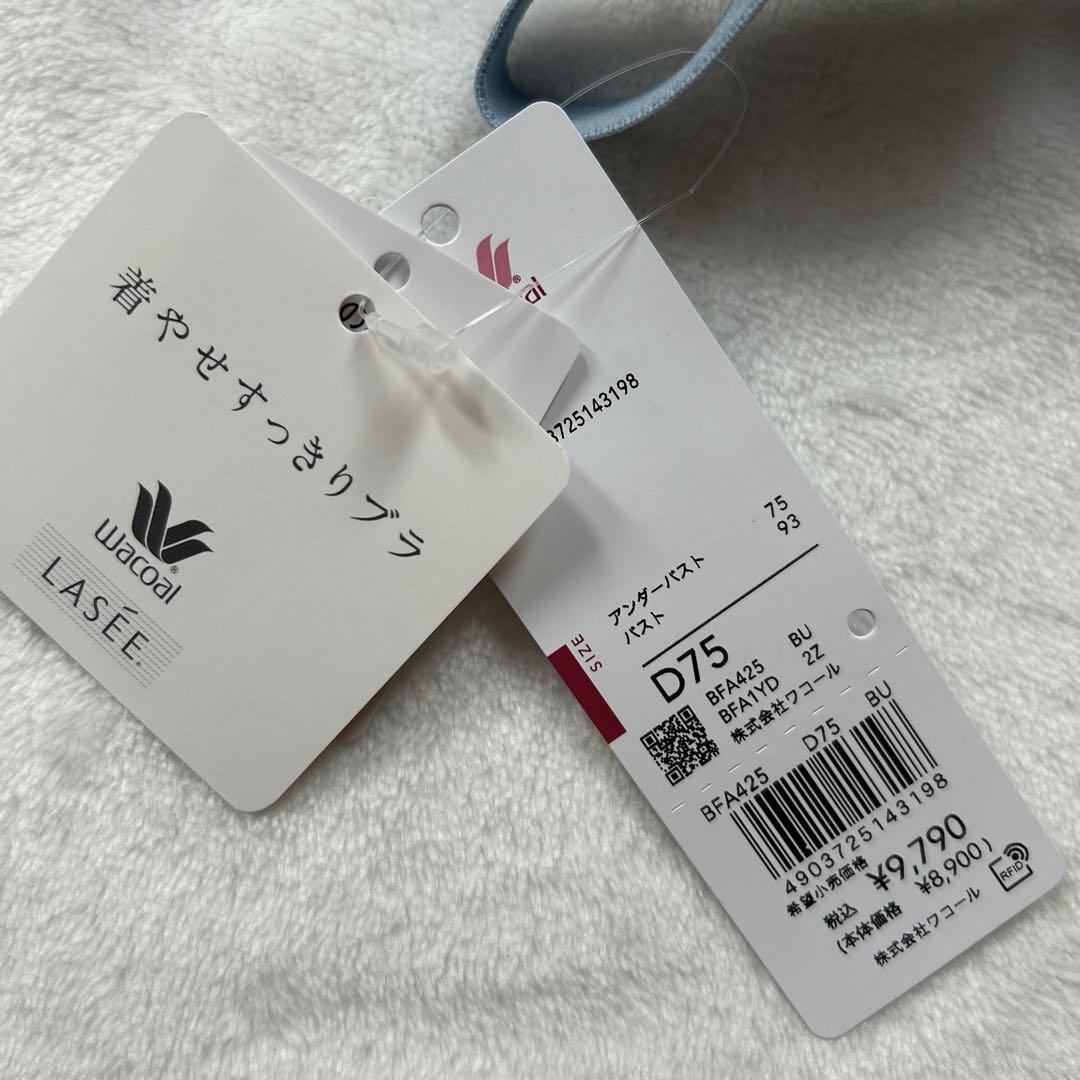 着やせすっきりブラ
wacoal
LASÉE
3725143198
アンダーバスト 75
バスト 93
SIZE
D75
BFA425 BU
BFA1YD 2Z
株式会社ワコール
BFA425 D75 BU
4903725143198
希望小売価格
税込 ¥9,790
(本体価格 ¥8,900)
株式会社ワコール
RFID